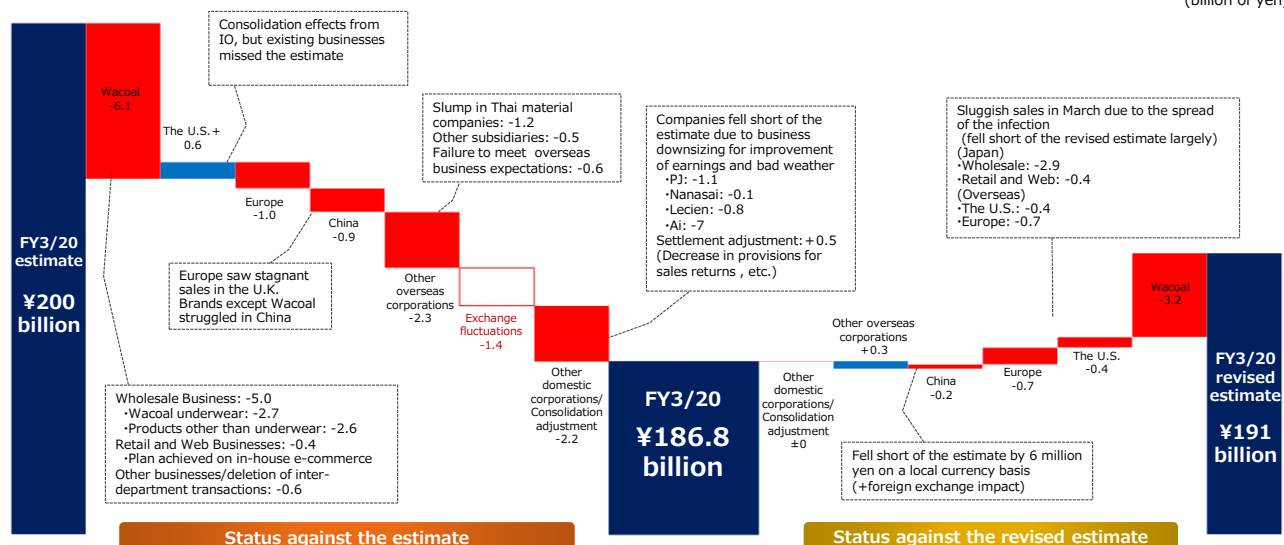 (billion of yen)
Consolidation effects from
IO, but existing businesses
missed the estimate
Wacoal
-6.1
The U.S.+
0.6
Europe
-1.0
China
-0.9
Slump in Thai material
companies: -1.2
Other subsidiaries: -0.5
Failure to meet overseas
business expectations: -0.6
Companies fell short of the
estimate due to business
downsizing for improvement
of earnings and bad weather
・PJ: -1.1
・Nanasai: -0.1
・Lecien: -0.8
・Ai: -7
Settlement adjustment: +0.5
(Decrease in provisions for
sales returns , etc.)
Sluggish sales in March due to the spread
of the infection
(fell short of the revised estimate largely)
(Japan)
・Wholesale: -2.9
・Retail and Web: -0.4
(Overseas)
・The U.S.: -0.4
・Europe: -0.7
FY3/20
estimate
¥200
billion
Europe saw stagnant
sales in the U.K.
Brands except Wacoal
struggled in China
Other
overseas
corporations
-2.3
Exchange
fluctuations
-1.4
Other
domestic
corporations/
Consolidation
adjustment
-2.2
FY3/20
¥186.8
billion
Other
domestic
corporations/
Consolidation
adjustment
±0
Other overseas
corporations
+0.3
China
-0.2
Europe
-0.7
The U.S.
-0.4
Wacoal
-3.2
FY3/20
revised
estimate
¥191
billion
Wholesale Business: -5.0
・Wacoal underwear: -2.7
・Products other than underwear: -2.6
Retail and Web Businesses: -0.4
・Plan achieved on in-house e-commerce
Other businesses/deletion of inter-
department transactions: -0.6
Fell short of the estimate by 6 million
yen on a local currency basis
(+foreign exchange impact)
Status against the estimate
Status against the revised estimate